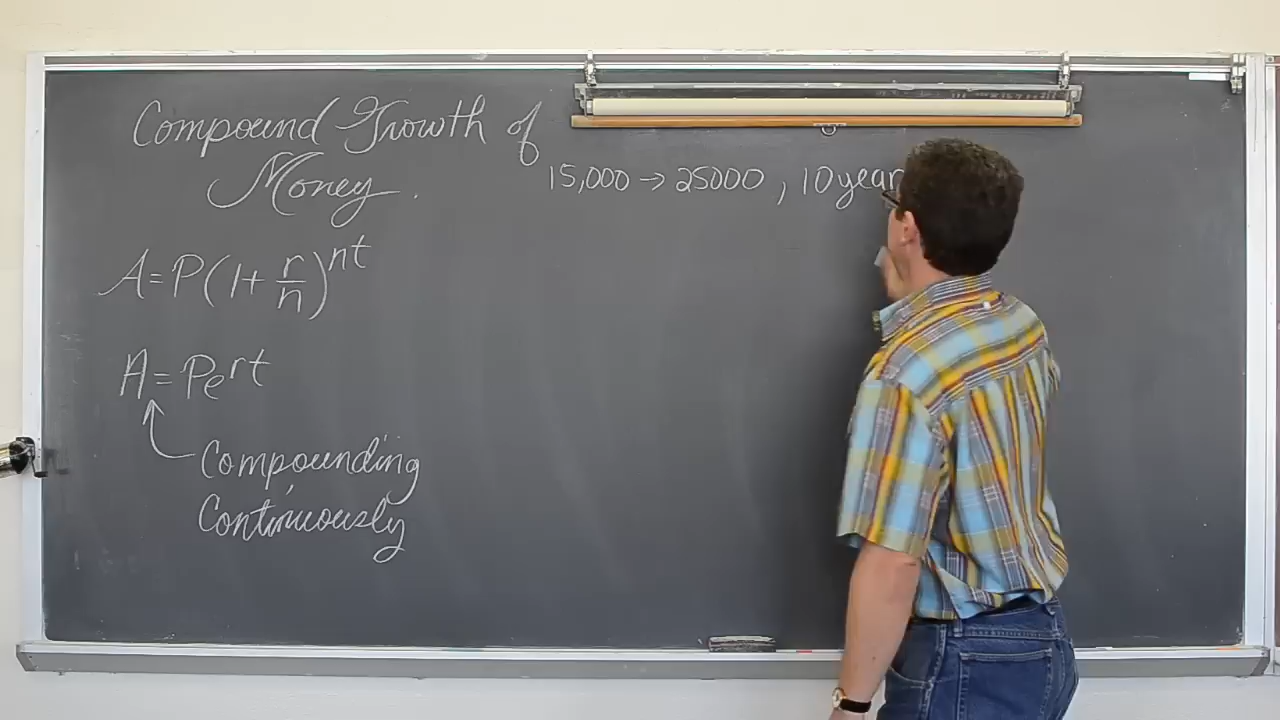 Compound Growth of
Money.
15,000 → 25000, 10 year
A = P(1 + r/n)^nt
A = Pe^rt
Compounding
Continuously